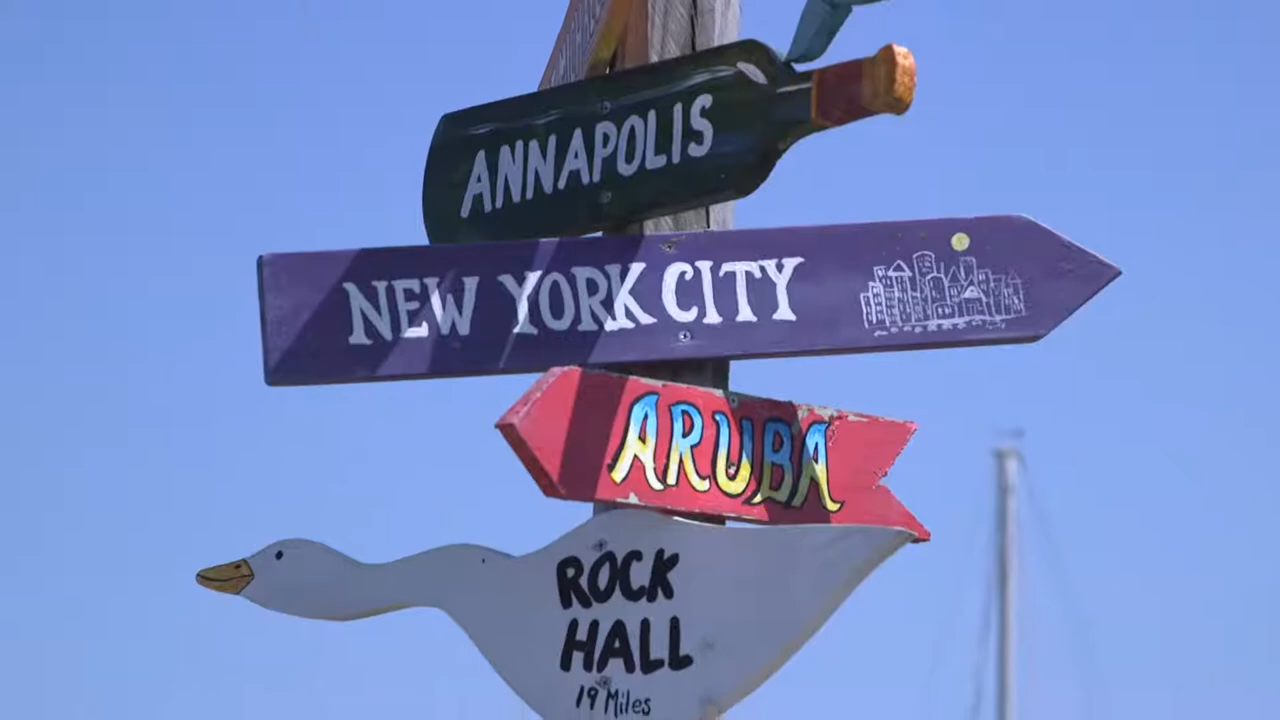 ANNAPOLIS
NEW YORK CITY
ARUBA
ROCK
HALL
19 Miles